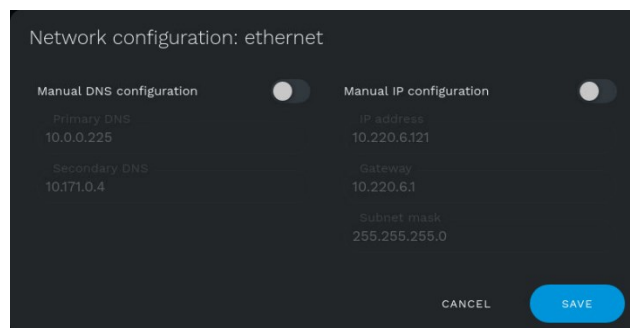 Network configuration: ethernet
Manual DNS configuration
Primary DNS
10.0.0.225
Secondary DNS
10.171.0.4
Manual IP configuration
IP address
10.220.6.121
Gateway
10.220.6.1
Subnet mask
255.255.255.0
CANCEL
SAVE